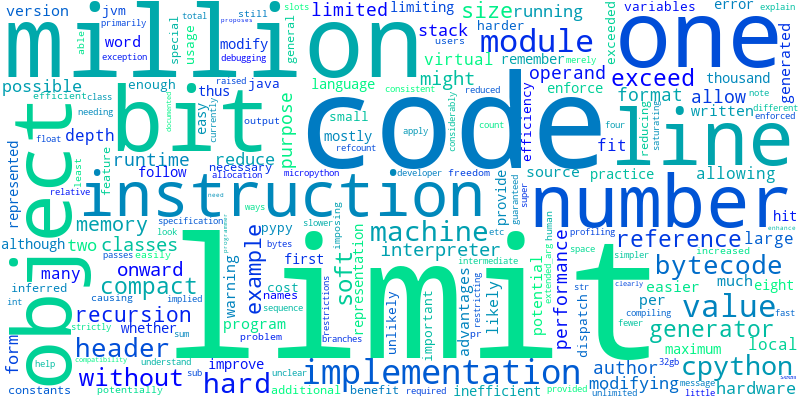 million
code
one
limit
bit
line
object
instruction
number
version
primarily
exception
able
word
special
usage
total
debugging
modify
proposes
slots
general
users
still
limited
limiting
stack
virtual
might
size
running
harder
module
remember
operand
variables
exceed
error
term
exceeded
explain
generated
possible
efficient
class
enough
thus
java
jvm
needing
float
depth
easy
currently
output
documented
purpose
language
small
mostly
refcount
consistent
reduced
apply
considerably
count
merely
efficiency
enforce
thousand
format
allow
four
fit
written
reducing
saturating
note
different
enforced
allowing
represented
least
feature
runtime
follow
reduce
necessary
allocation
micropython
developer
freedom
provide
guaranteed
super
source
practice
hit
relative
specification
need
ways
slower
imposing
etc
human
extended_arg
profiling
space
increased
simpler
enhance
memory
machine
interpreter
pypy
look
passes
easily
reference
large
although
two
classes
programmer
example
first
bytes
soft
representation
intermediate
pr
restricting
advantages
likely
potential
performance
dispatch
str
clearly
compiling
fewer
fast
easier
much
eight
bytecode
per
int
inferred
many
causing
onward
implied
compact
warning
cost
names
sequence
restrictions
branches
unlikely
important
value
constants
form
help
strictly
recursion
whether
sum
program
problem
generator
local
maximum
header
understand
compatibility
without
sub
improve
unclear
hard
potentially
additional
implementation
benefit
required
inefficient
provided
author
32gb
modifying
unlimited
message
little
cpython
hardware